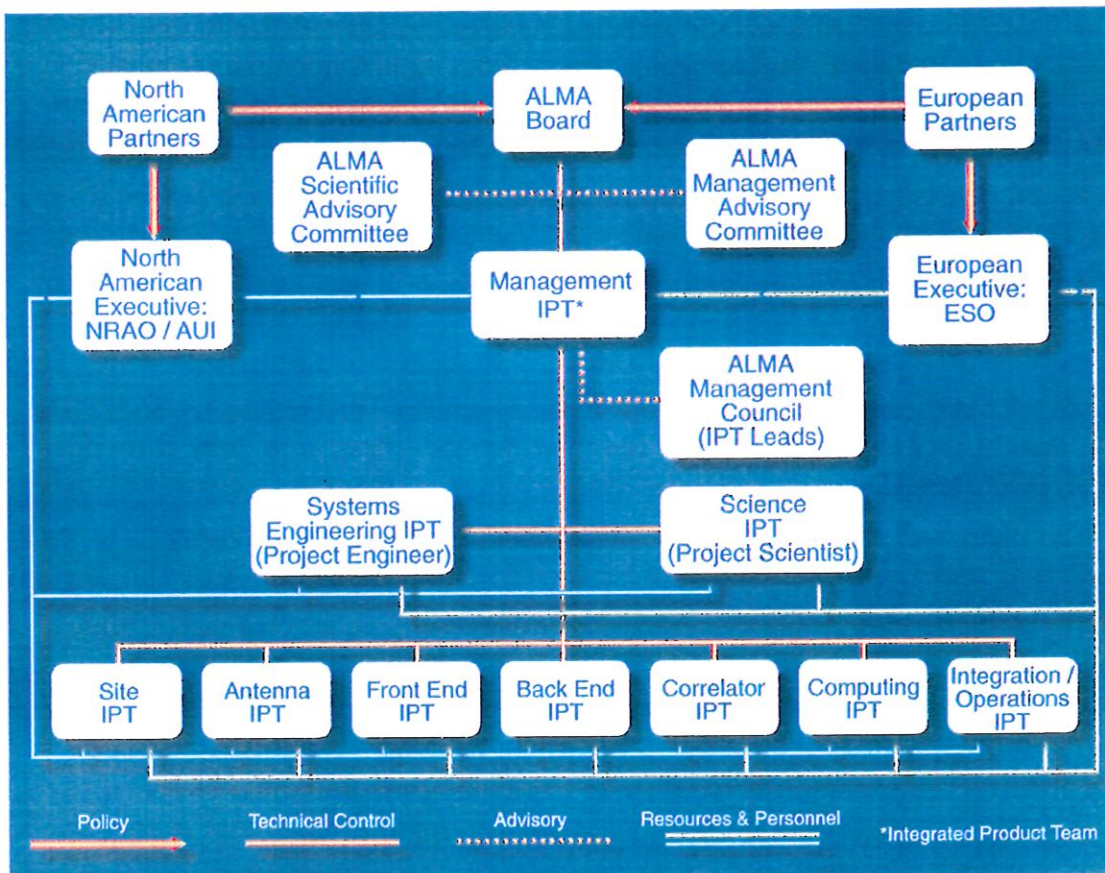 North
American
Partners
ALMA
Board
European
Partners
ALMA
Scientific
Advisory
Committee
ALMA
Management
Advisory
Committee
North
American
Executive:
NRAO / AUI
Management
IPT*
European
Executive:
ESO
ALMA
Management
Council
(IPT Leads)
Systems
Engineering IPT
(Project Engineer)
Science
IPT
(Project Scientist)
Site
IPT
Antenna
IPT
Front End
IPT
Back End
IPT
Correlator
IPT
Computing
IPT
Integration /
Operations
IPT
Policy
Technical Control
Advisory
Resources & Personnel
*Integrated Product Team